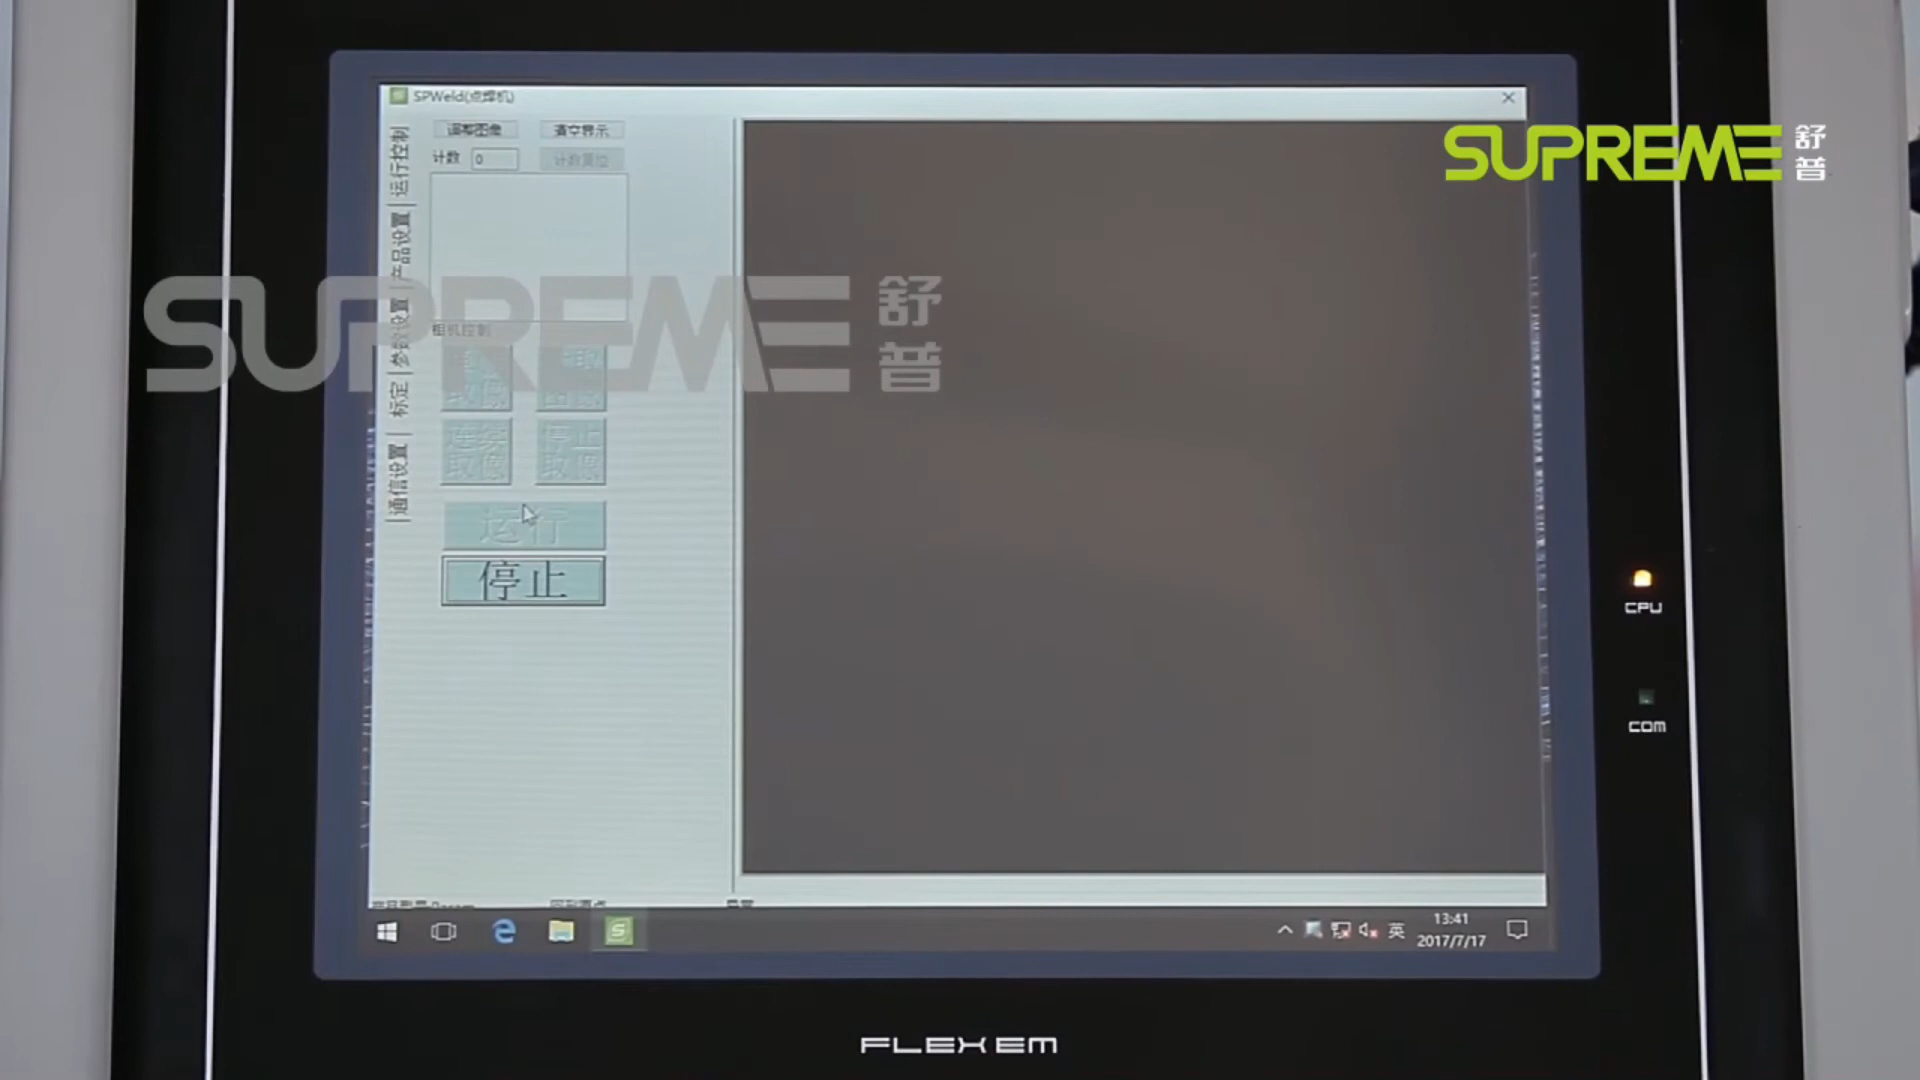 SPWeld(点焊机)
SUPREME 舒普
调整图像
清空显示
计数 0
计数复位
运行控制
产品设置
参数设置
标定
通信设置
SUPREME 舒普
相机控制
连续取像
停止取像
运行
停止
CPU
COM
英
13:41
2017/7/17
FLEXEM